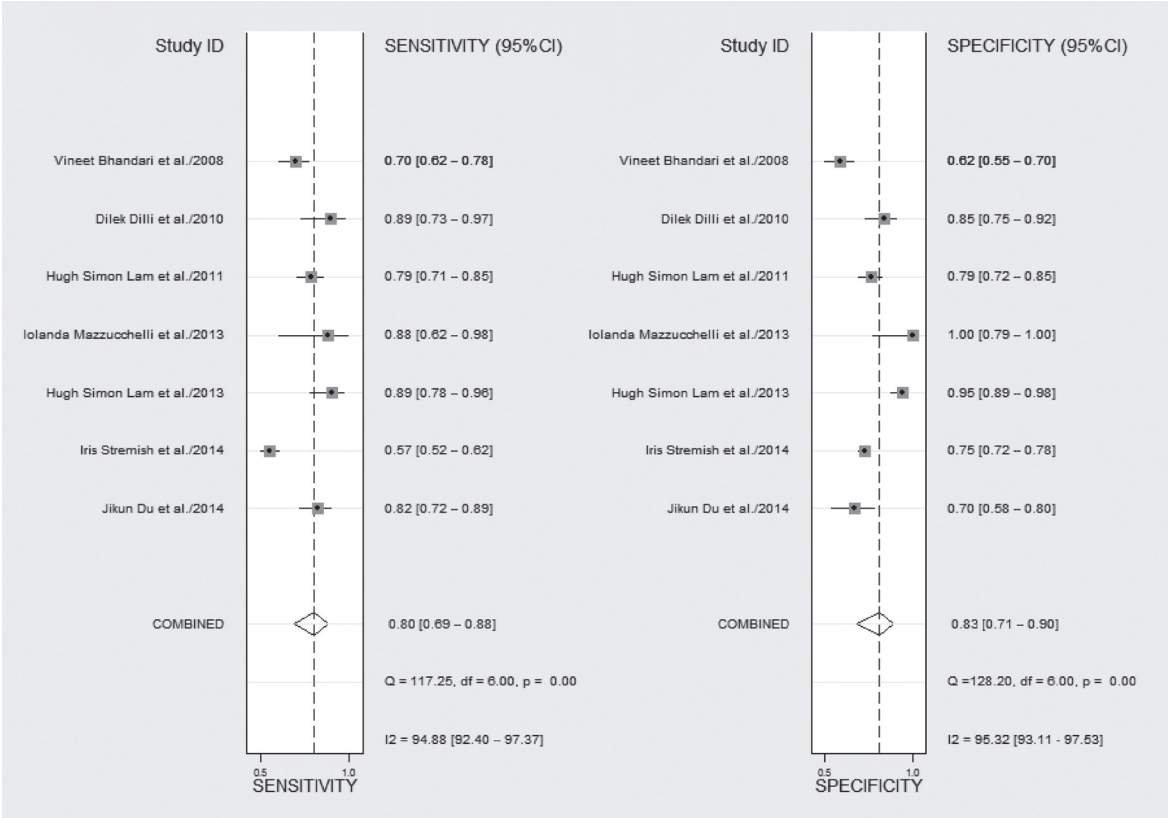 Study ID SENSITIVITY (95%CI)
Vineet Bhandari et al./2008 0.70 [0.62 – 0.78]
Dilek Dilli et al./2010 0.89 [0.73 – 0.97]
Hugh Simon Lam et al./2011 0.79 [0.71 – 0.85]
Iolanda Mazzucchelli et al./2013 0.88 [0.62 – 0.98]
Hugh Simon Lam et al./2013 0.89 [0.78 – 0.96]
Iris Stremish et al./2014 0.57 [0.52 – 0.62]
Jikun Du et al./2014 0.82 [0.72 – 0.89]
COMBINED 0.80 [0.69 – 0.88]
Q = 117.25, df = 6.00, p = 0.00
I2 = 94.88 [92.40 – 97.37]
0.5 1.0
SENSITIVITY
Study ID SPECIFICITY (95%CI)
Vineet Bhandari et al./2008 0.62 [0.55 – 0.70]
Dilek Dilli et al./2010 0.85 [0.75 – 0.92]
Hugh Simon Lam et al./2011 0.79 [0.72 – 0.85]
Iolanda Mazzucchelli et al./2013 1.00 [0.79 – 1.00]
Hugh Simon Lam et al./2013 0.95 [0.89 – 0.98]
Iris Stremish et al./2014 0.75 [0.72 – 0.78]
Jikun Du et al./2014 0.70 [0.58 – 0.80]
COMBINED 0.83 [0.71 – 0.90]
Q =128.20, df = 6.00, p = 0.00
I2 = 95.32 [93.11 - 97.53]
0.5 1.0
SPECIFICITY